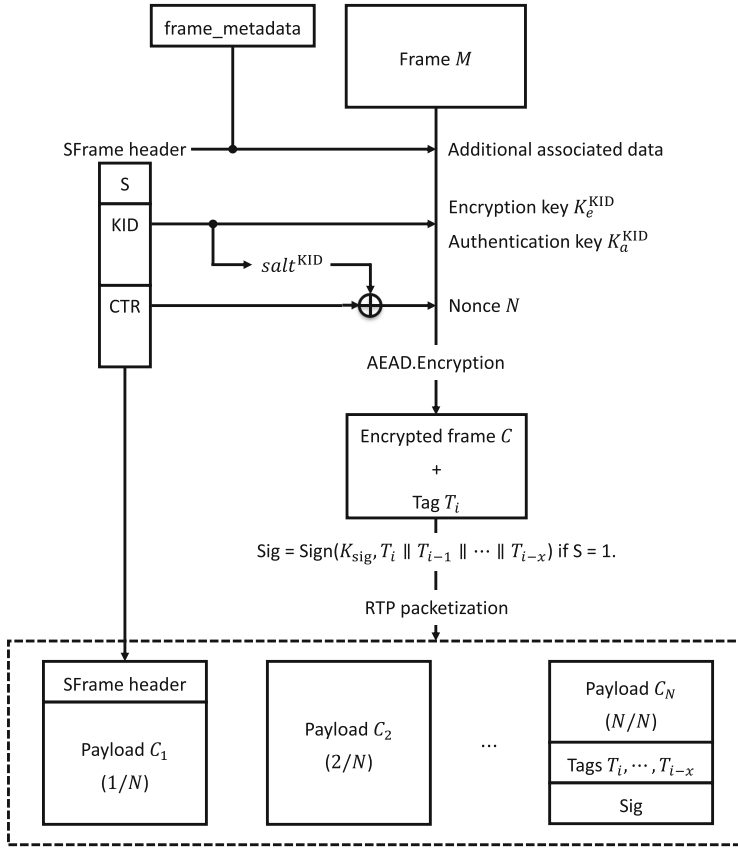 frame_metadata
Frame M
SFrame header
Additional associated data
S
KID
Encryption key K_e^KID
Authentication key K_a^KID
salt^KID
CTR
Nonce N
AEAD.Encryption
Encrypted frame C
+
Tag T_i
Sig = Sign(K_sig, T_i ∥ T_{i−1} ∥ ⋯ ∥ T_{i−x}) if S = 1.
RTP packetization
SFrame header
Payload C_1
(1/N)
Payload C_2
(2/N)
...
Payload C_N
(N/N)
Tags T_i, ⋯, T_{i−x}
Sig